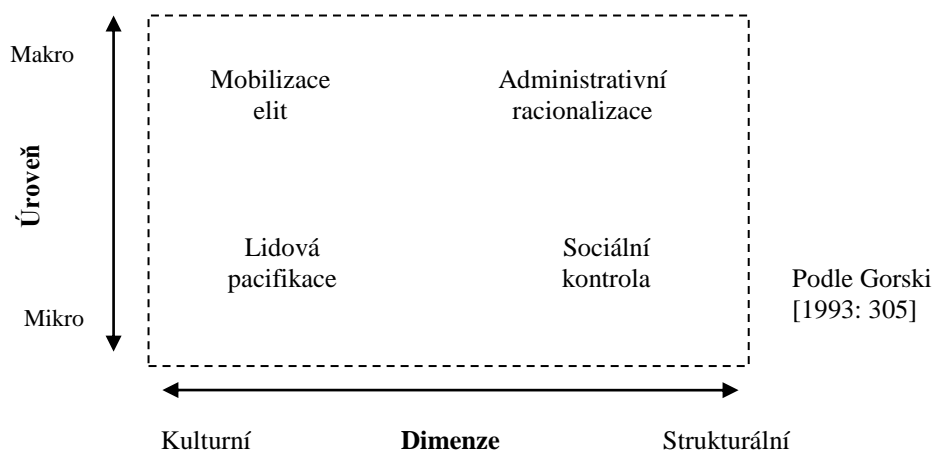 Makro
Mobilizace
elit
Administrativní
racionalizace
Úroveň
Lidová
pacifikace
Sociální
kontrola
Mikro
Podle Gorski
[1993: 305]
Kulturní
Dimenze
Strukturální